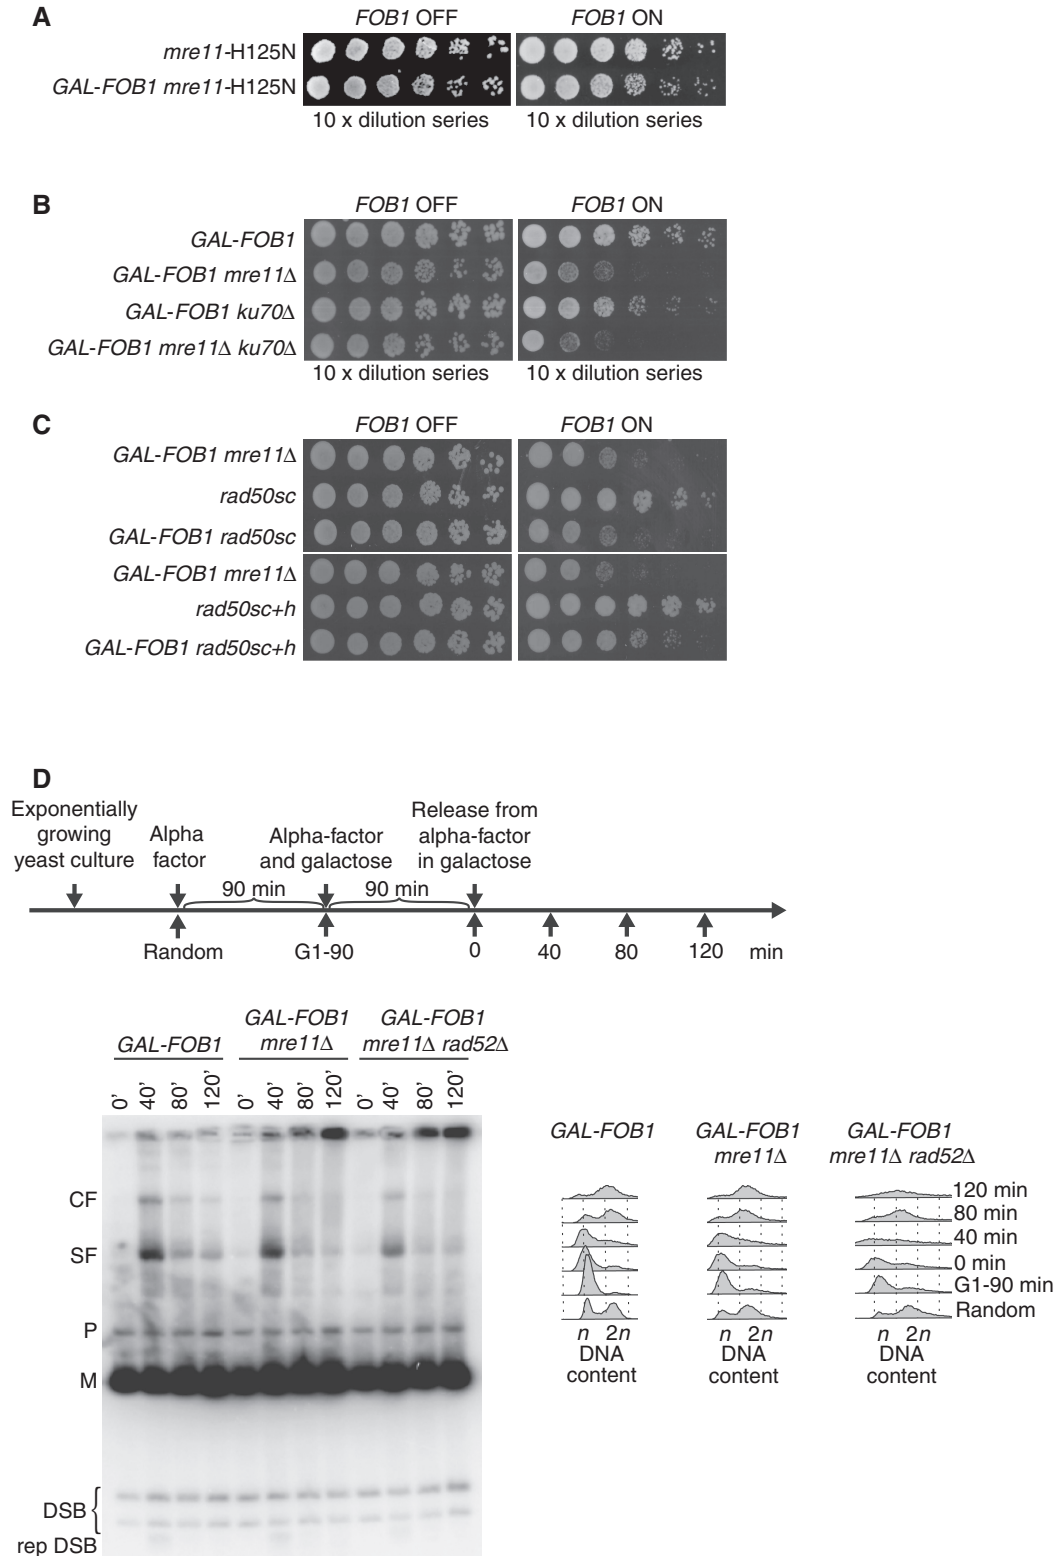 A
FOB1 OFF FOB1 ON
mre11-H125N
GAL-FOB1 mre11-H125N
10 x dilution series 10 x dilution series
B
FOB1 OFF FOB1 ON
GAL-FOB1
GAL-FOB1 mre11Δ
GAL-FOB1 ku70Δ
GAL-FOB1 mre11Δ ku70Δ
10 x dilution series 10 x dilution series
C
FOB1 OFF FOB1 ON
GAL-FOB1 mre11Δ
rad50sc
GAL-FOB1 rad50sc
GAL-FOB1 mre11Δ
rad50sc+h
GAL-FOB1 rad50sc+h
D
Exponentially
growing
yeast culture
Alpha
factor
Alpha-factor
and galactose
Release from
alpha-factor
in galactose
90 min 90 min
Random G1-90 0 40 80 120 min
GAL-FOB1
GAL-FOB1
mre11Δ
GAL-FOB1
mre11Δ rad52Δ
0' 40' 80' 120' 0' 40' 80' 120' 0' 40' 80' 120'
CF
SF
P
M
DSB
rep DSB
GAL-FOB1
GAL-FOB1
mre11Δ
GAL-FOB1
mre11Δ rad52Δ
120 min
80 min
40 min
0 min
G1-90 min
Random
n 2n
DNA
content
n 2n
DNA
content
n 2n
DNA
content